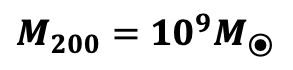 M₂₀₀ = 10⁹M☉